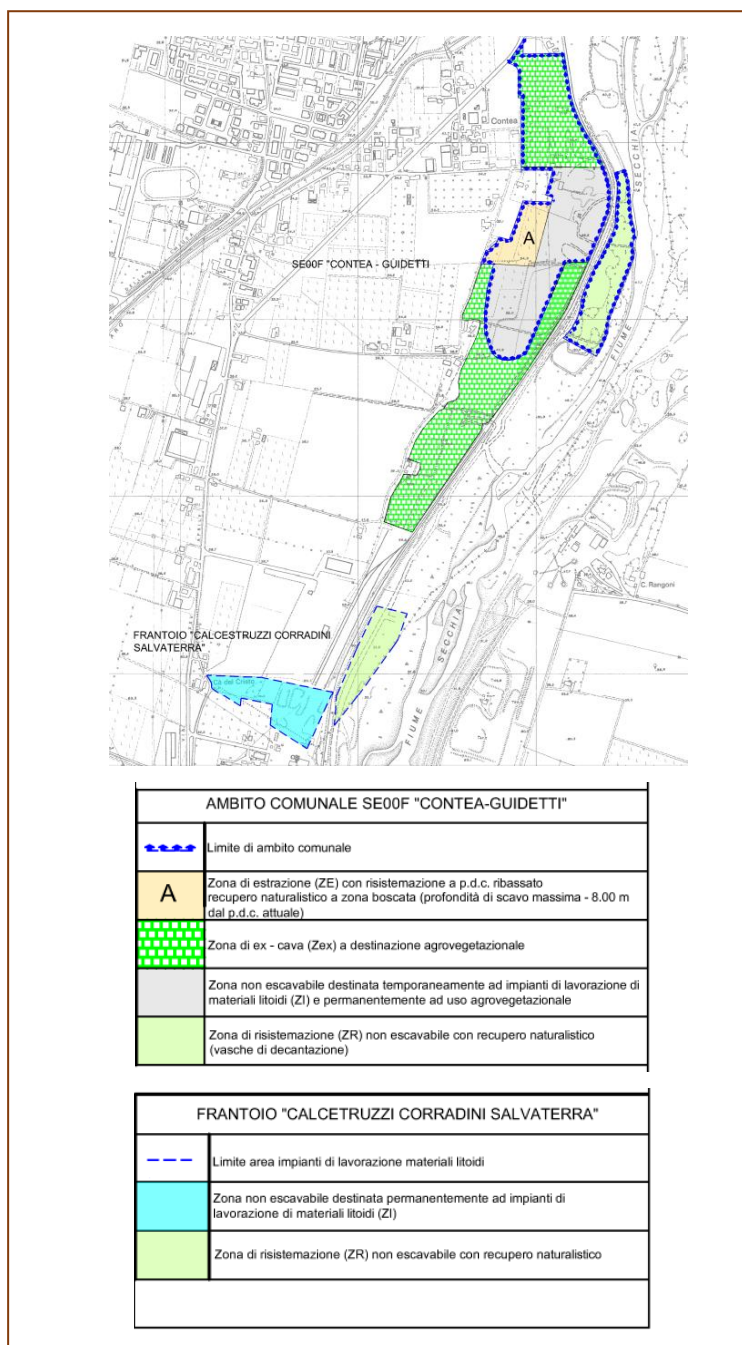 Contea
SECCHIA
A
SE00F "CONTEA - GUIDETTI
FIUME
C. Rangoni
FRANTOIO "CALCESTRUZZI CORRADINI
SALVATERRA"
SECCHIA
FIUME
AMBITO COMUNALE SE00F "CONTEA-GUIDETTI"
Limite di ambito comunale
A
Zona di estrazione (ZE) con risistemazione a p.d.c. ribassato
recupero naturalistico a zona boscata (profondità di scavo massima - 8.00 m
dal p.d.c. attuale)
Zona di ex - cava (Zex) a destinazione agrovegetazionale
Zona non escavabile destinata temporaneamente ad impianti di lavorazione di
materiali litoidi (ZI) e permanentemente ad uso agrovegetazionale
Zona di risistemazione (ZR) non escavabile con recupero naturalistico
(vasche di decantazione)
FRANTOIO "CALCETRUZZI CORRADINI SALVATERRA"
Limite area impianti di lavorazione materiali litoidi
Zona non escavabile destinata permanentemente ad impianti di
lavorazione di materiali litoidi (ZI)
Zona di risistemazione (ZR) non escavabile con recupero naturalistico